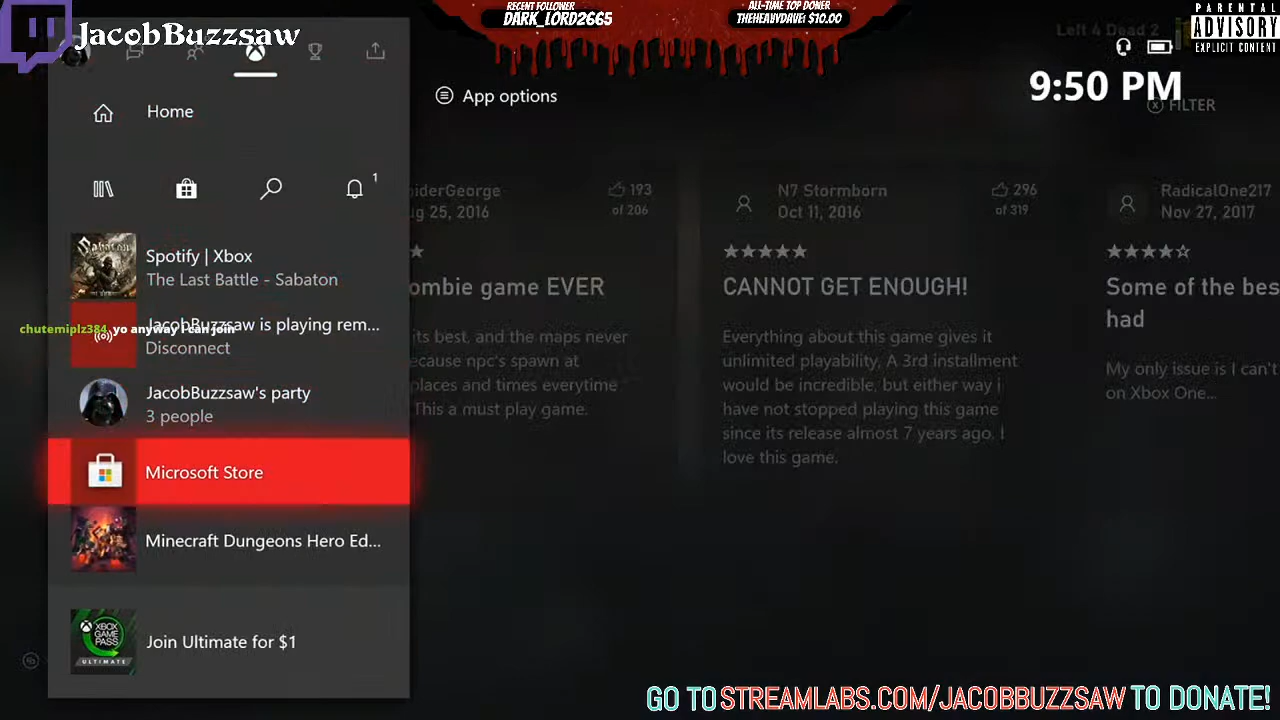 JacobBuzzsaw
RECENT FOLLOWER
DARK_LORD2665
ALL-TIME TOP DONER
THEHEAVYDAVE: $10.00
Left 4 Dead 2
PARENTAL
ADVISORY
EXPLICIT CONTENT
9:50 PM
FILTER
App options
Home
1
Spotify | Xbox
The Last Battle - Sabaton
chutemiplz384 yo anyway i can join
JacobBuzzsaw is playing rem...
Disconnect
JacobBuzzsaw's party
3 people
Microsoft Store
Minecraft Dungeons Hero Ed...
XBOX
GAME
PASS
ULTIMATE
Join Ultimate for $1
iderGeorge
193
ug 25, 2016
of 206
ombie game EVER
its best, and the maps never
ecause npc's spawn at
places and times everytime
This a must play game.
N7 Stormborn
296
Oct 11, 2016
of 319
CANNOT GET ENOUGH!
Everything about this game gives it
unlimited playability, A 3rd installment
would be incredible, but either way i
have not stopped playing this game
since its release almost 7 years ago. I
love this game.
RadicalOne217
Nov 27, 2017
Some of the bes
had
My only issue is I can't
on Xbox One...
GO TO STREAMLABS.COM/JACOBBUZZSAW TO DONATE!